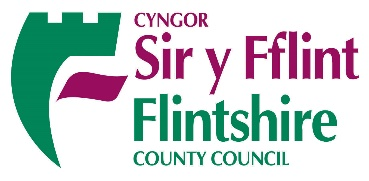 CYNGOR
Sir y Fflint
Flintshire
COUNTY COUNCIL